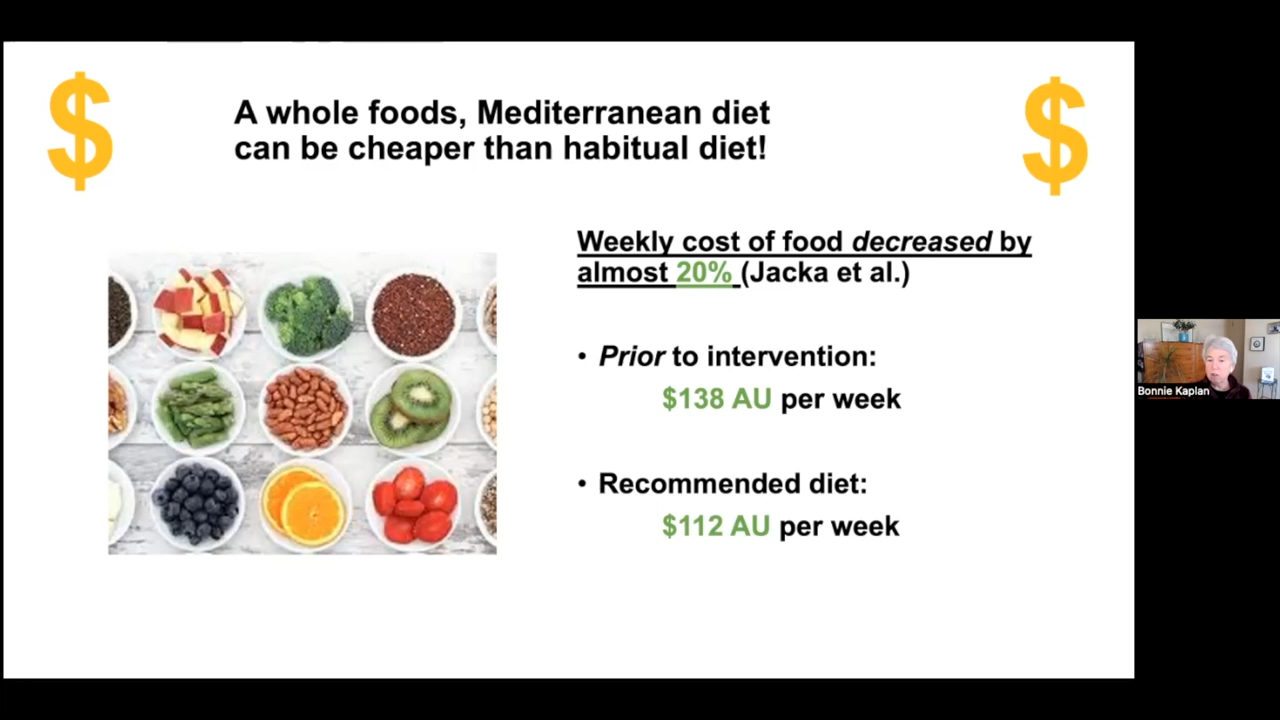 $
$
A whole foods, Mediterranean diet
can be cheaper than habitual diet!
Weekly cost of food decreased by
almost 20% (Jacka et al.)
• Prior to intervention:
$138 AU per week
• Recommended diet:
$112 AU per week
Bonnie Kaplan